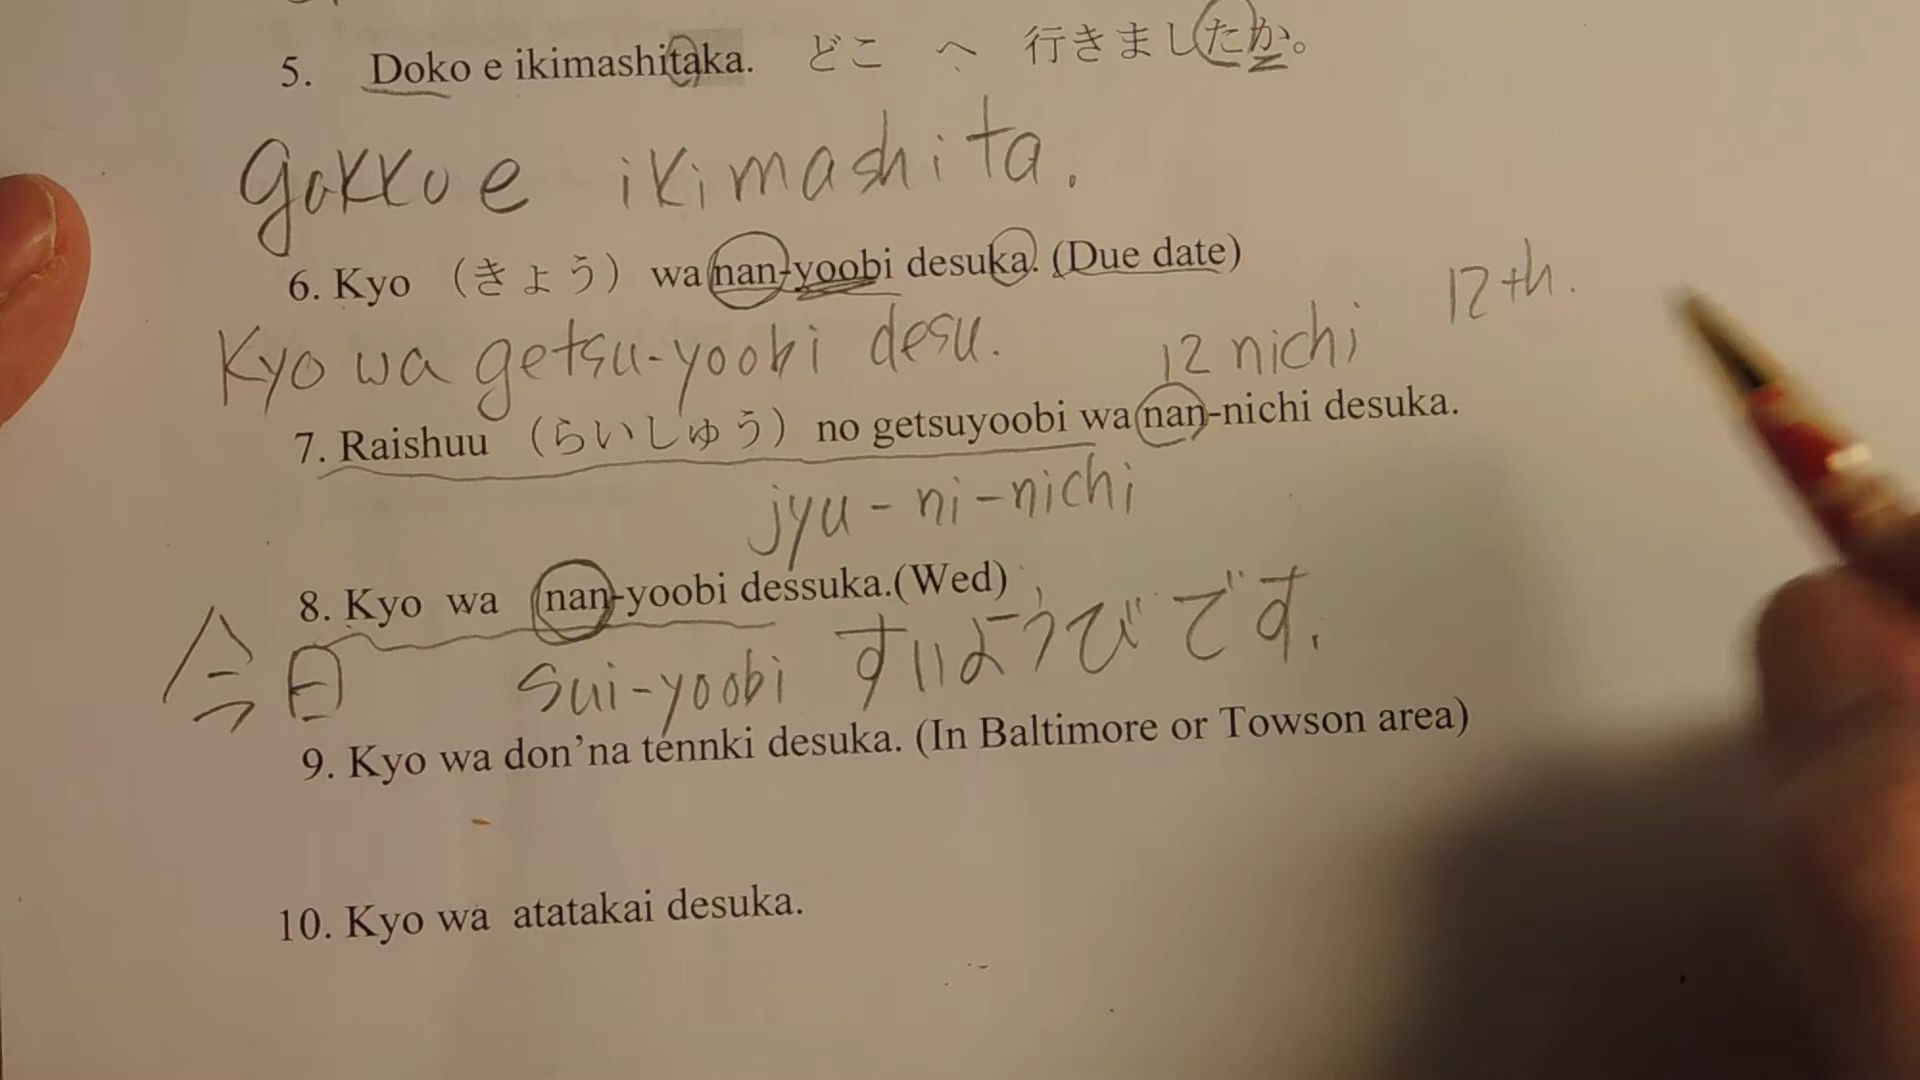 5. Doko e ikimashitaka. どこ へ 行きましたか。
Gakkou e ikimashita.
6. Kyo （きょう） wa nan-yoobi desuka. (Due date)
12th.
Kyo wa getsu-yoobi desu.
12 nichi
7. Raishuu （らいしゅう） no getsuyoobi wa nan-nichi desuka.
jyu-ni-nichi
8. Kyo wa nan-yoobi dessuka.(Wed)
今日 sui-yoobi すいようびです.
9. Kyo wa don'na tennki desuka. (In Baltimore or Towson area)
10. Kyo wa atatakai desuka.